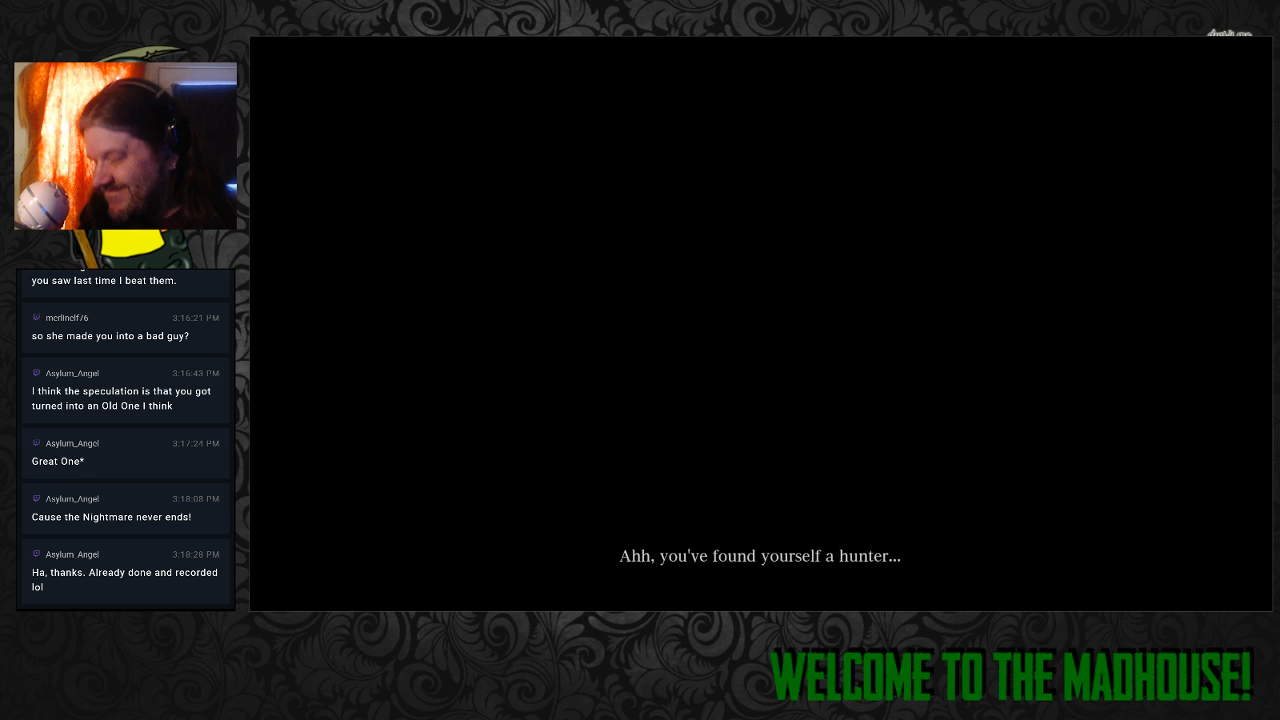 you saw last time I beat them.
merlinelf76
3:16:21 PM
so she made you into a bad guy?
Asylum_Angel
3:16:43 PM
I think the speculation is that you got
turned into an Old One I think
Asylum_Angel
3:17:24 PM
Great One*
Asylum_Angel
3:18:08 PM
Cause the Nightmare never ends!
Asylum_Angel
3:18:28 PM
Ha, thanks. Already done and recorded
lol
Ahh, you've found yourself a hunter...
WELCOME TO THE MADHOUSE!